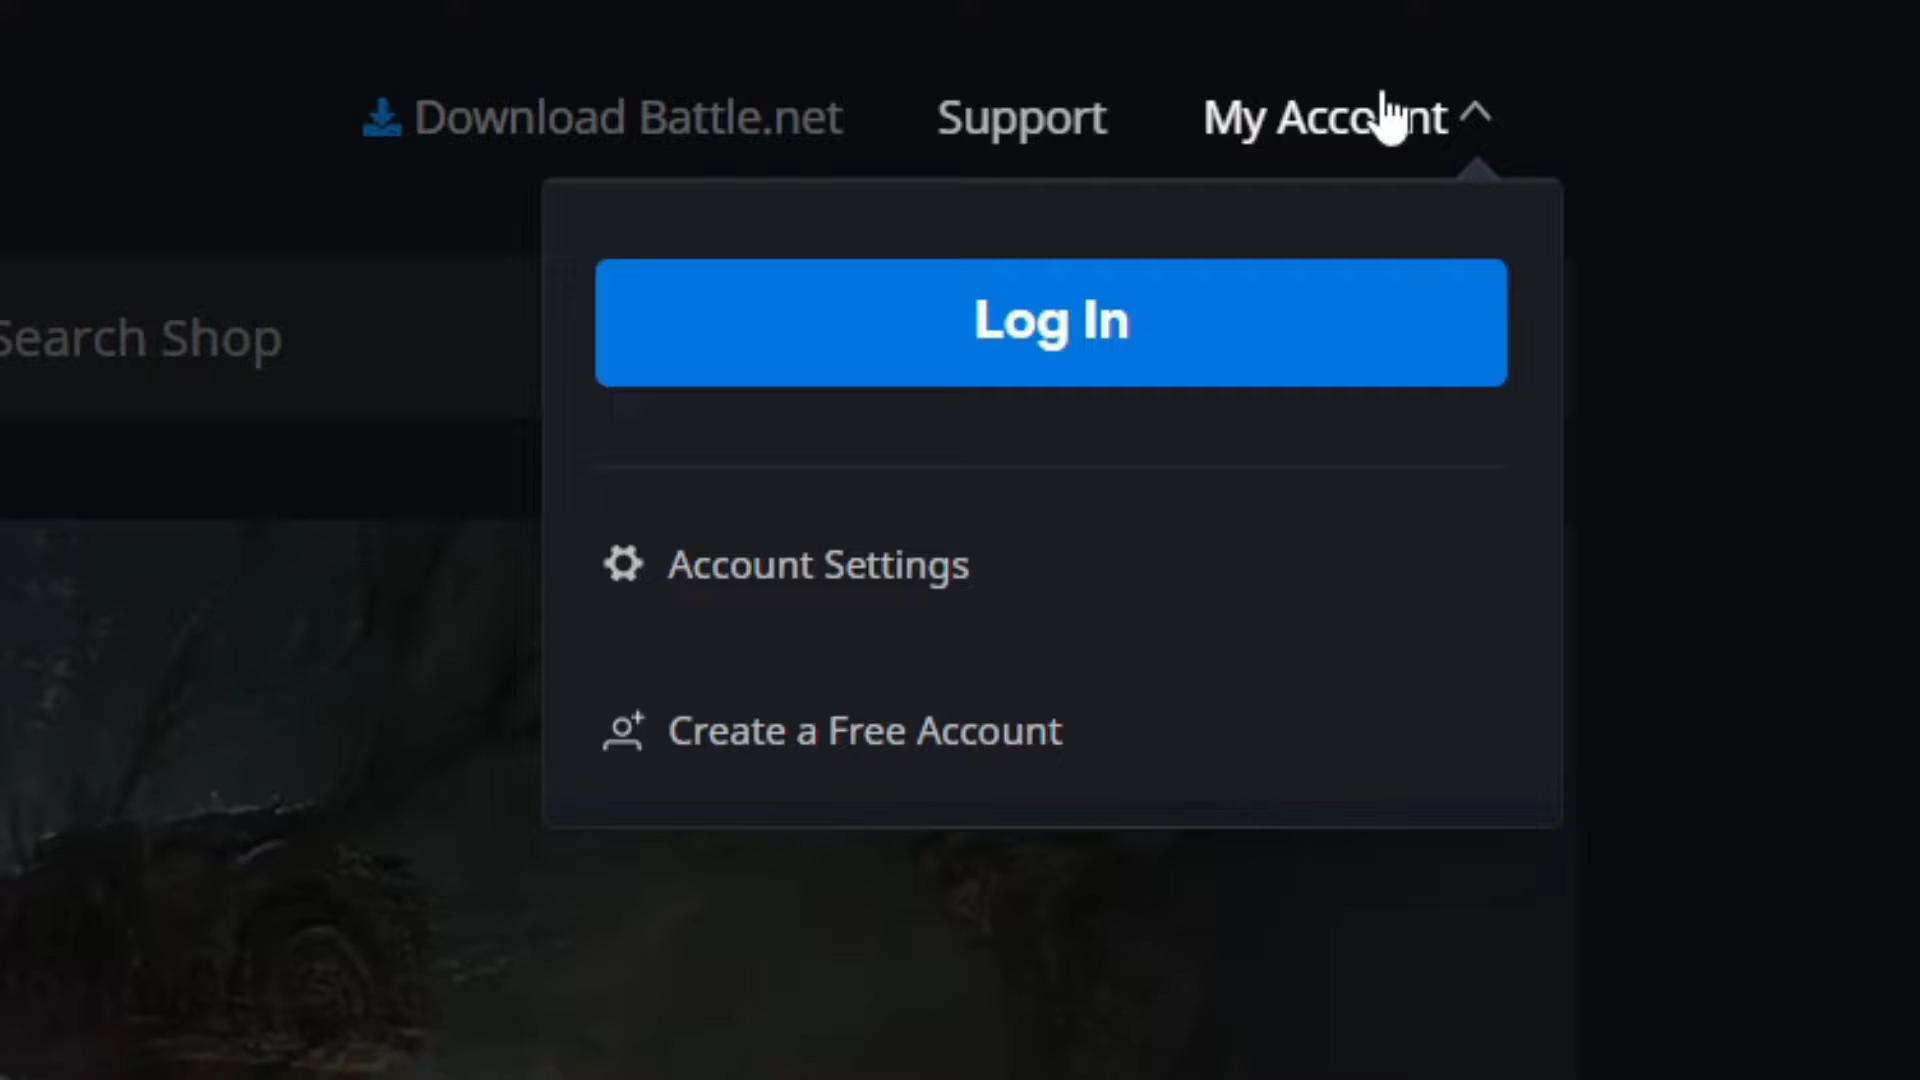 Download Battle.net Support My Account
Log In
Search Shop
Account Settings
Create a Free Account